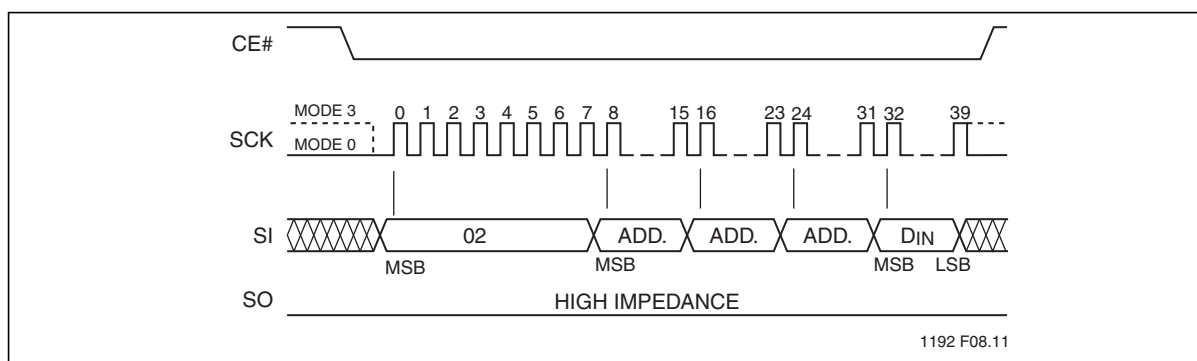 CE#
MODE 3
0 1 2 3 4 5 6 7 8 15 16 23 24 31 32 39
SCK
MODE 0
SI
02
ADD.
ADD.
ADD.
DIN
MSB
MSB
MSB
LSB
SO
HIGH IMPEDANCE
1192 F08.11